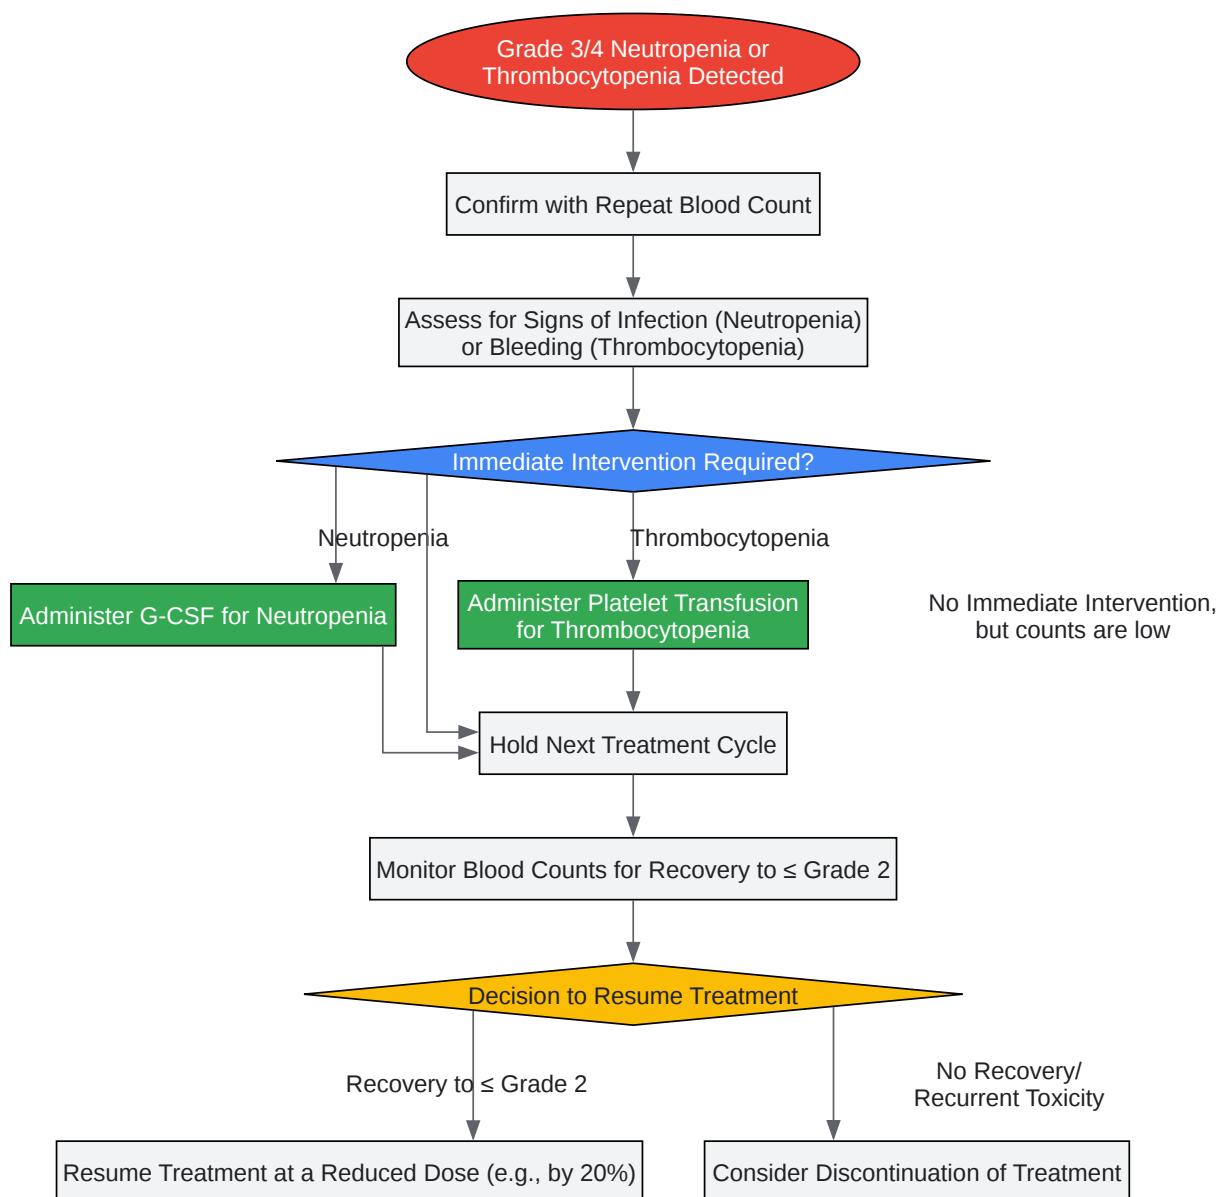 Grade 3/4 Neutropenia or
Thrombocytopenia Detected
Confirm with Repeat Blood Count
Assess for Signs of Infection (Neutropenia)
or Bleeding (Thrombocytopenia)
Immediate Intervention Required?
Neutropenia
Thrombocytopenia
Administer G-CSF for Neutropenia
Administer Platelet Transfusion
for Thrombocytopenia
No Immediate Intervention,
but counts are low
Hold Next Treatment Cycle
Monitor Blood Counts for Recovery to ≤ Grade 2
Decision to Resume Treatment
Recovery to ≤ Grade 2
No Recovery/
Recurrent Toxicity
Resume Treatment at a Reduced Dose (e.g., by 20%)
Consider Discontinuation of Treatment